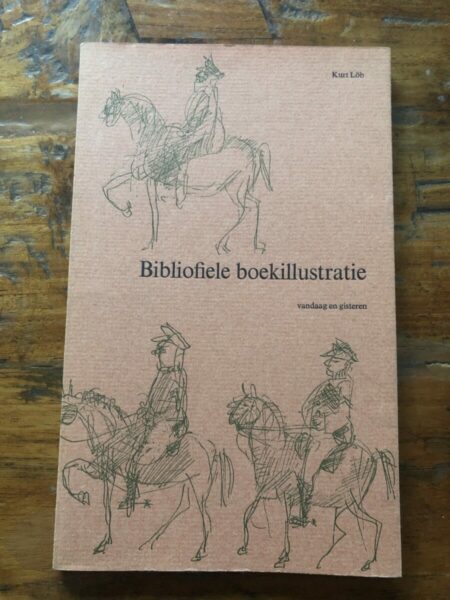 Kurt Löb
Bibliofiele boekillustratie
vandaag en gisteren